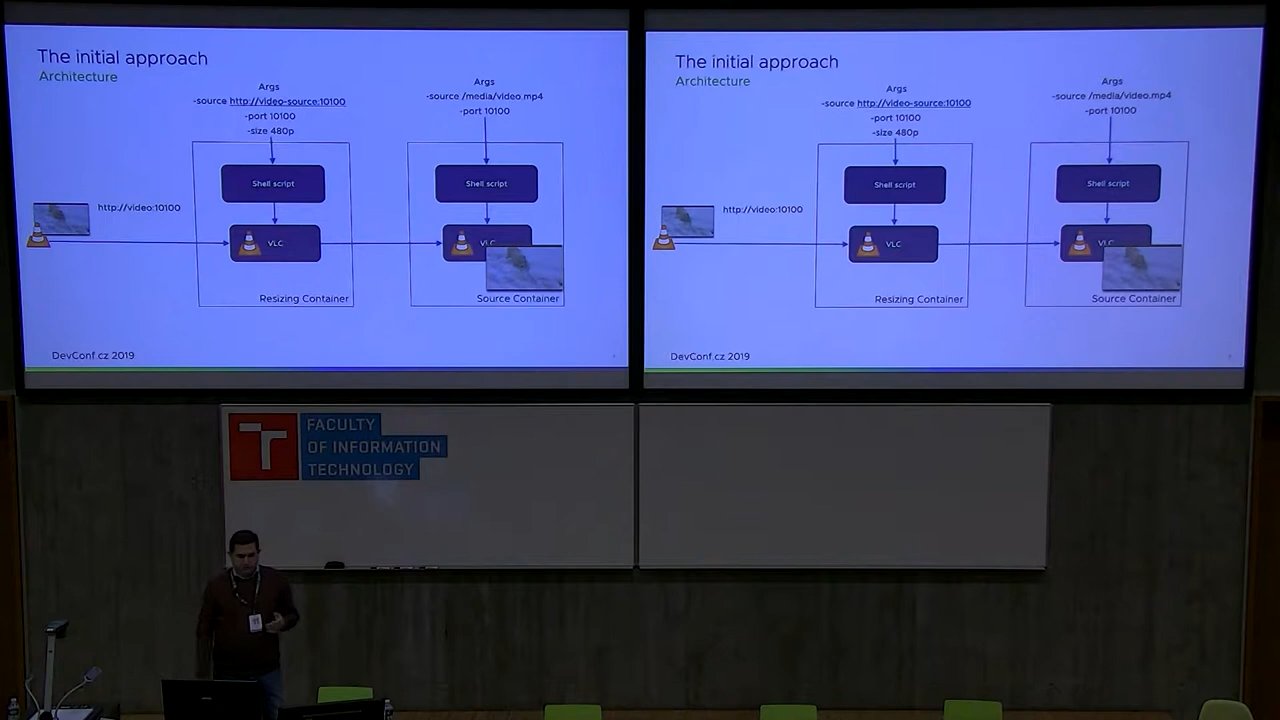 The initial approach
Architecture
Args
-source http://video-source:10100
-port 10100
-size 480p
Args
-source /media/video.mp4
-port 10100
Shell script
Shell script
http://video:10100
VLC
VLC
Resizing Container
Source Container
DevConf.cz 2019
The initial approach
Architecture
Args
-source http://video-source:10100
-port 10100
-size 480p
Args
-source /media/video.mp4
-port 10100
Shell script
Shell script
http://video:10100
VLC
VLC
Resizing Container
Source Container
DevConf.cz 2019
T
FACULTY
OF INFORMATION
TECHNOLOGY